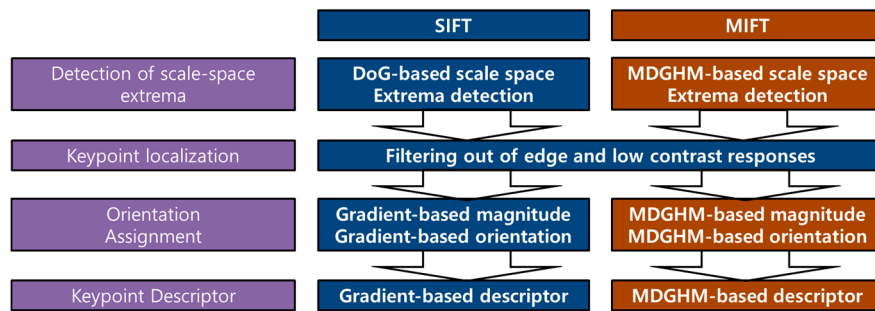 SIFT
MIFT
Detection of scale-space
extrema
DoG-based scale space
Extrema detection
MDGHM-based scale space
Extrema detection
Keypoint localization
Filtering out of edge and low contrast responses
Orientation
Assignment
Gradient-based magnitude
Gradient-based orientation
MDGHM-based magnitude
MDGHM-based orientation
Keypoint Descriptor
Gradient-based descriptor
MDGHM-based descriptor